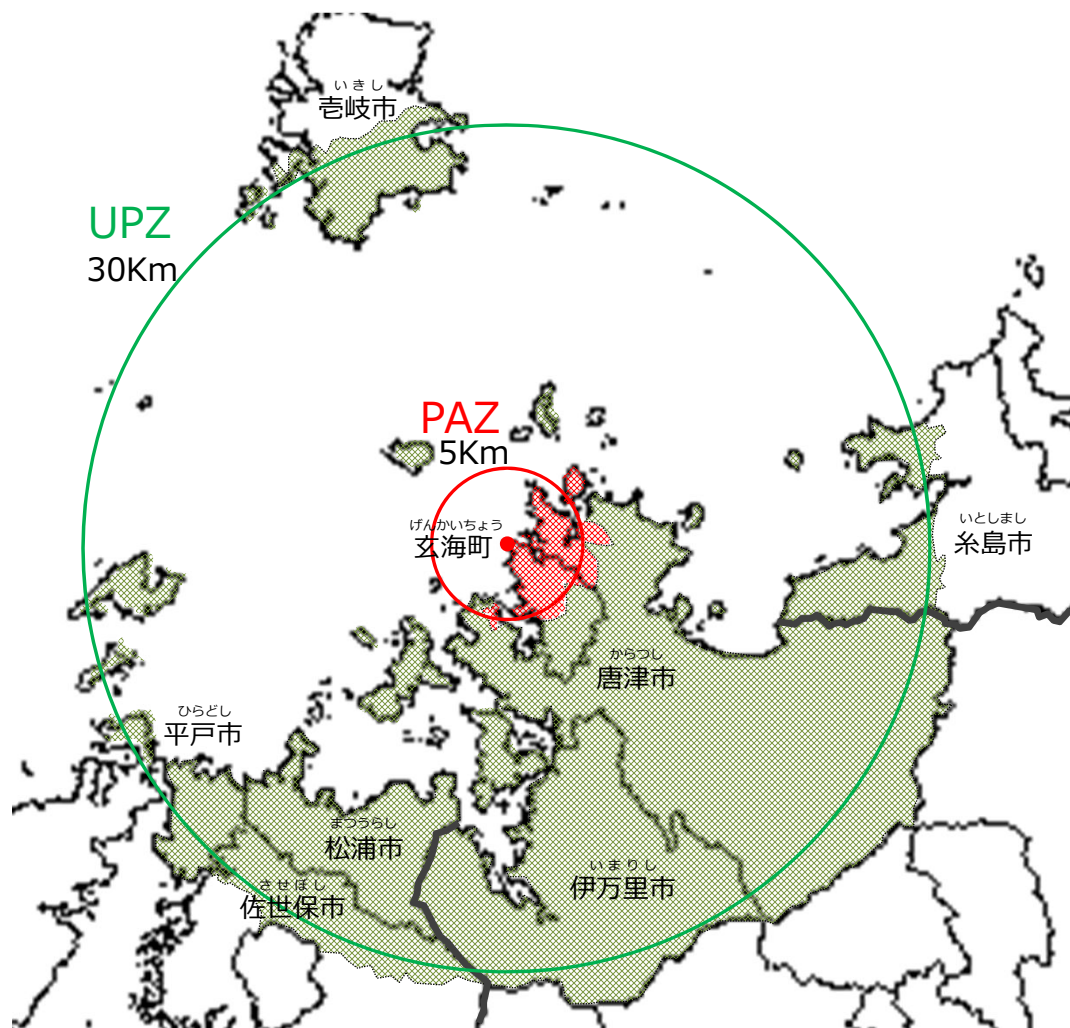 いきし
壱岐市
UPZ
30Km
PAZ
5Km
げんかいちょう
玄海町
いとしまし
糸島市
からつし
唐津市
ひらどし
平戸市
まつうらし
松浦市
いまりし
伊万里市
させぼし
佐世保市